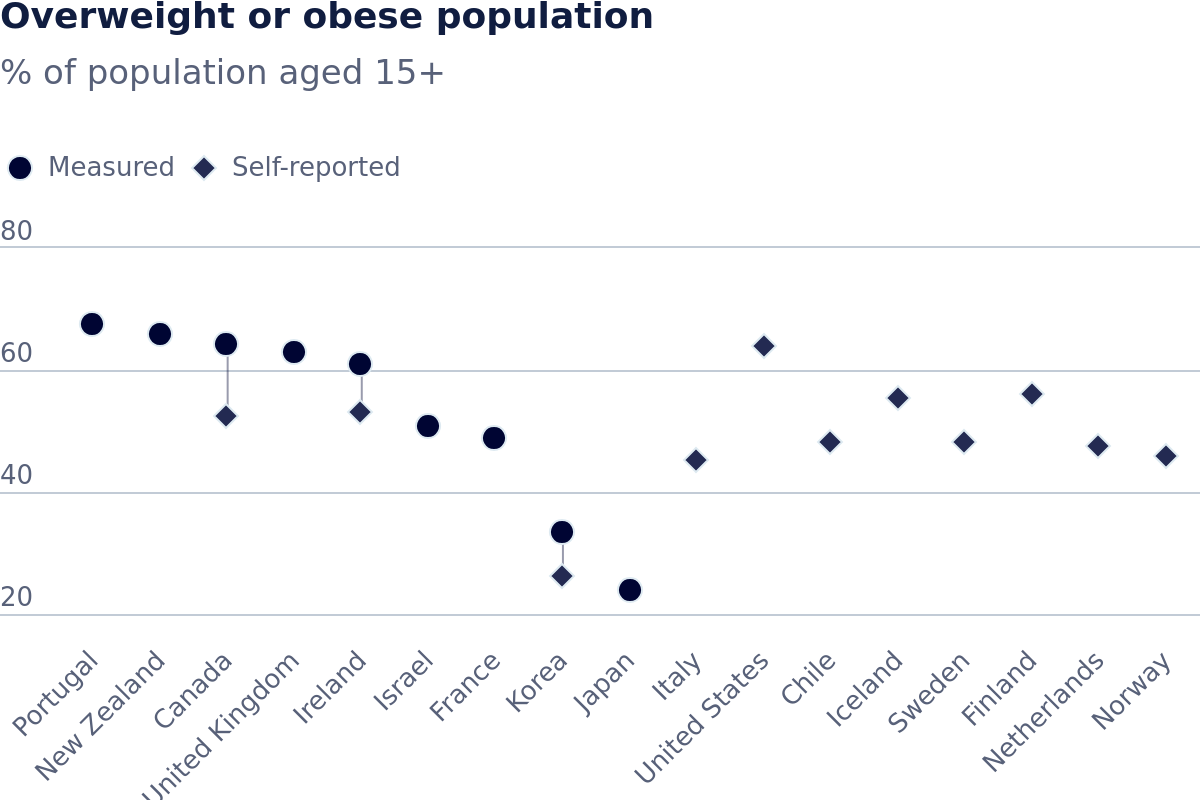 Overweight or obese population
% of population aged 15+
Measured
Self-reported
80
60
40
20
Portugal
New Zealand
Canada
United Kingdom
Ireland
Israel
France
Korea
Japan
Italy
United States
Chile
Iceland
Sweden
Finland
Netherlands
Norway